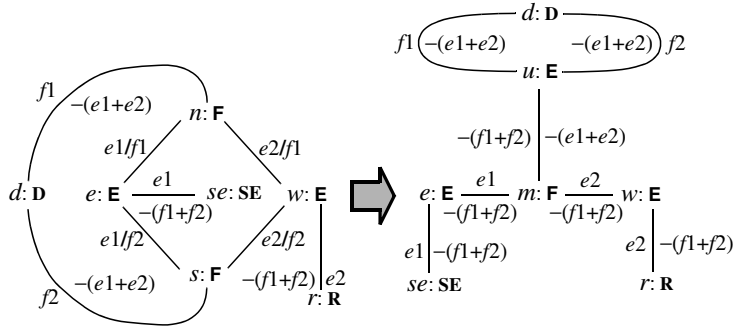 d: D
f1 −(e1+e2) −(e1+e2) f2
u: E
f1
−(e1+e2)
n: F
e1/f1 e2/f1
−(f1+f2) −(e1+e2)
d: D e: E e1 se: SE w: E
−(f1+f2)
e: E e1 m: F e2 w: E
−(f1+f2) −(f1+f2)
e1/f2 e2/f2
e1 −(f1+f2) e2 −(f1+f2)
s: F
f2 −(e1+e2) −(f1+f2) e2
r: R
se: SE r: R